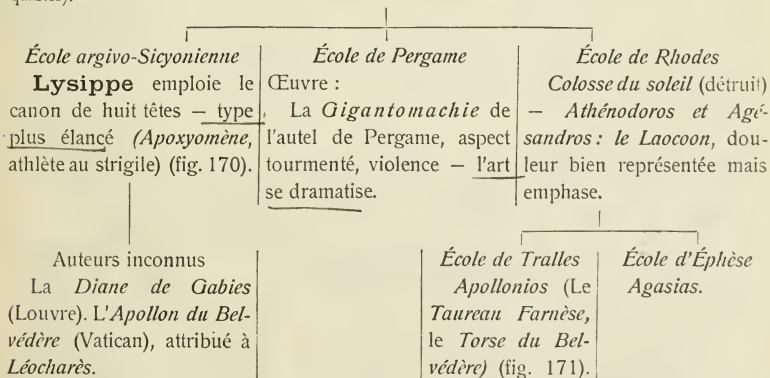 École argivo-Sicyonienne
Lysippe emploie le
canon de huit têtes — type
plus élancé (Apoxyomène,
athlète au strigile) (fig. 170).
École de Pergame
Œuvre :
La Gigantomachie de
l'autel de Pergame, aspect
tourmenté, violence — l'art
se dramatise.
École de Rhodes
Colosse du soleil (détruit)
— Athénodoros et Agé-
sandros : le Laocoon, dou-
leur bien représentée mais
emphase.
Auteurs inconnus
La Diane de Gabies
(Louvre). L'Apollon du Bel-
védère (Vatican), attribué à
Léocharès.
École de Tralles
Apollonios (Le
Taureau Farnèse,
le Torse du Bel-
védère) (fig. 171).
École d'Éphèse
Agasias.